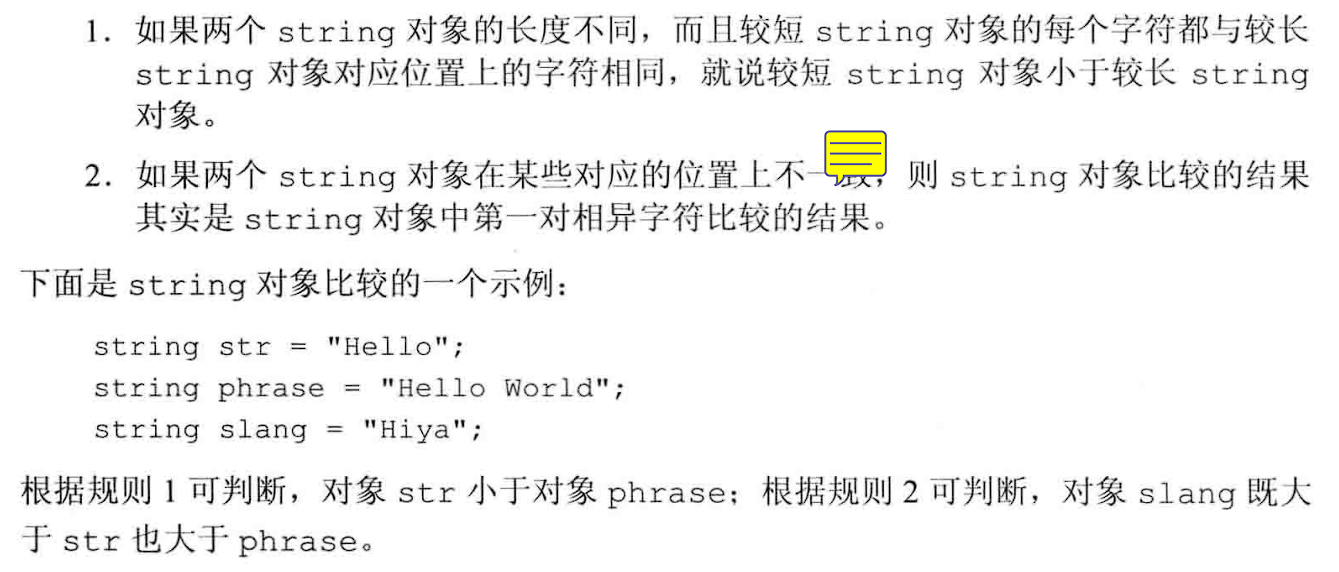 1. 如果两个 string 对象的长度不同，而且较短 string 对象的每个字符都与较长
string 对象对应位置上的字符相同，就说较短 string 对象小于较长 string
对象。
2. 如果两个 string 对象在某些对应的位置上不一致，则 string 对象比较的结果
其实是 string 对象中第一对相异字符比较的结果。
下面是 string 对象比较的一个示例：
string str = "Hello";
string phrase = "Hello World";
string slang = "Hiya";
根据规则 1 可判断，对象 str 小于对象 phrase；根据规则 2 可判断，对象 slang 既大
于 str 也大于 phrase。